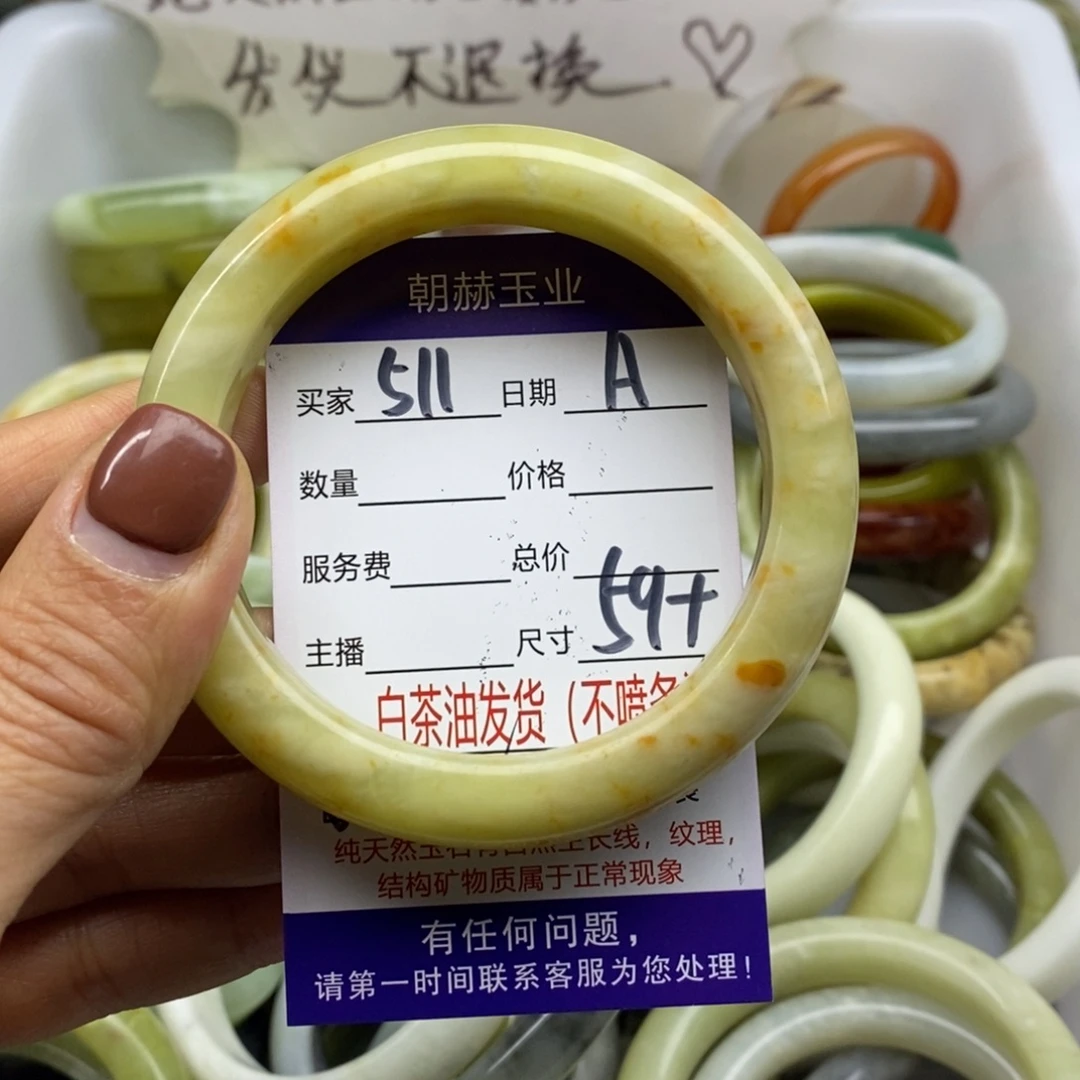 发货不退换
朝赫玉业
买家 511 日期 A
数量 价格
服务费 总价
主播 尺寸 59+
白茶油发货（不喷
纯天然玉石有自然生长线，纹理，
结构矿物质属于正常现象
有任何问题，
请第一时间联系客服为您处理！